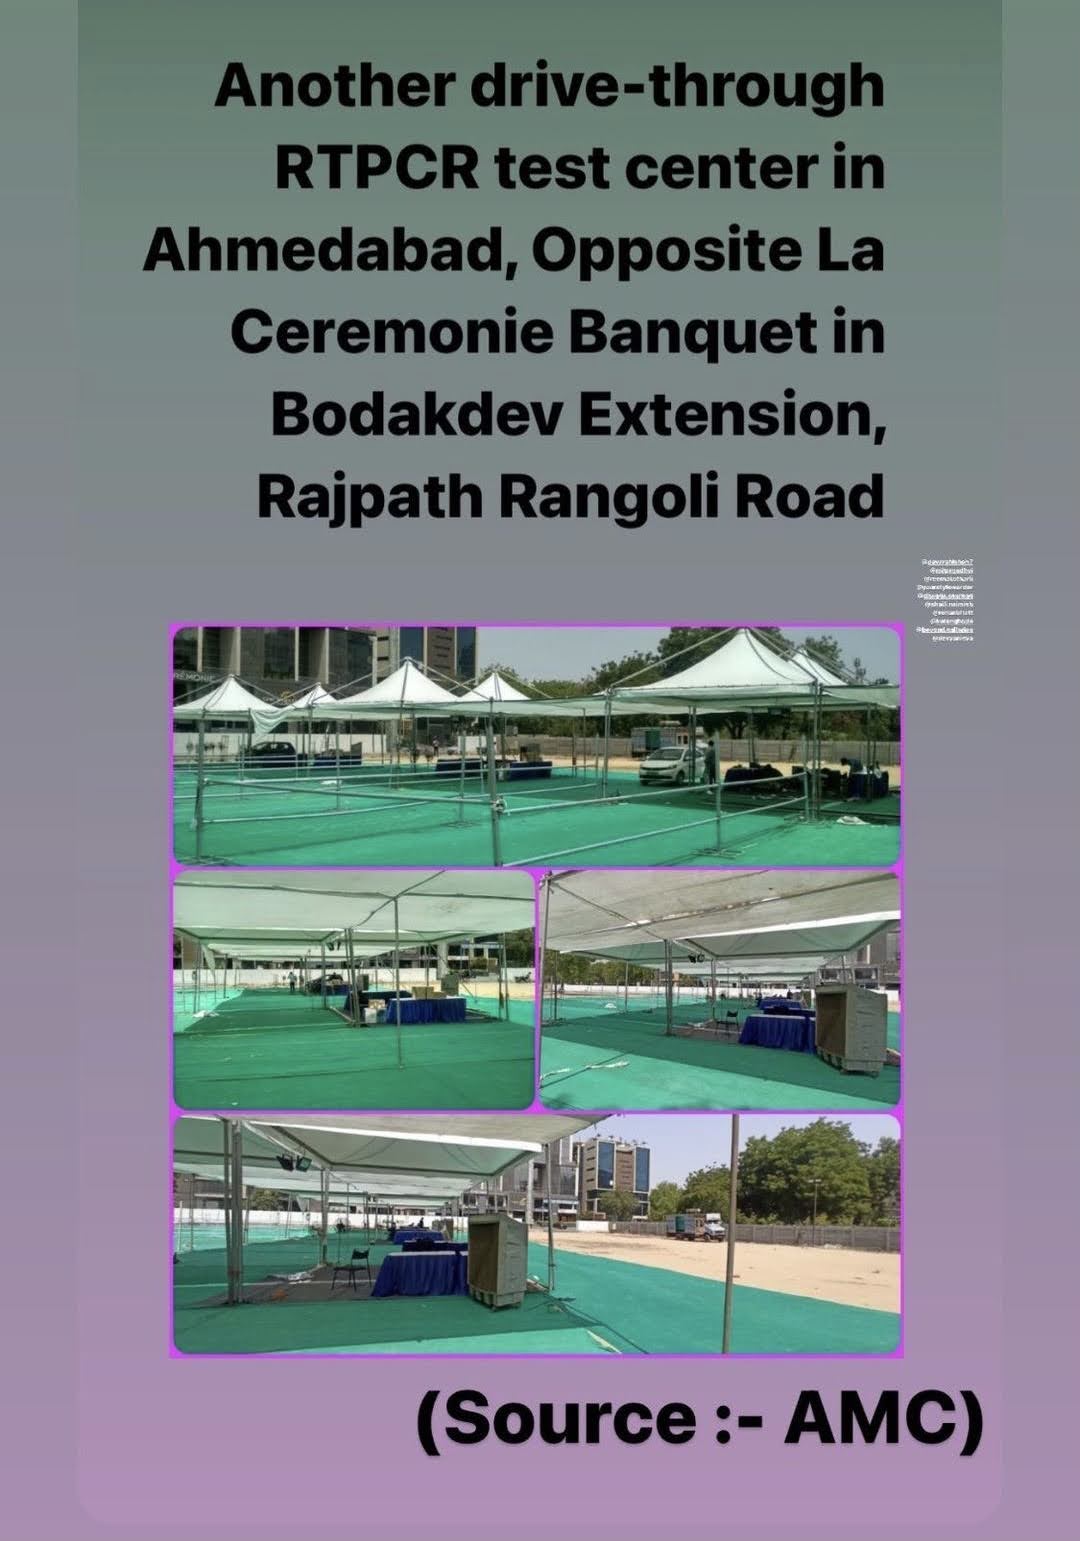 Another drive-through
RTPCR test center in
Ahmedabad, Opposite La
Ceremonie Banquet in
Bodakdev Extension,
Rajpath Rangoli Road
(Source :- AMC)